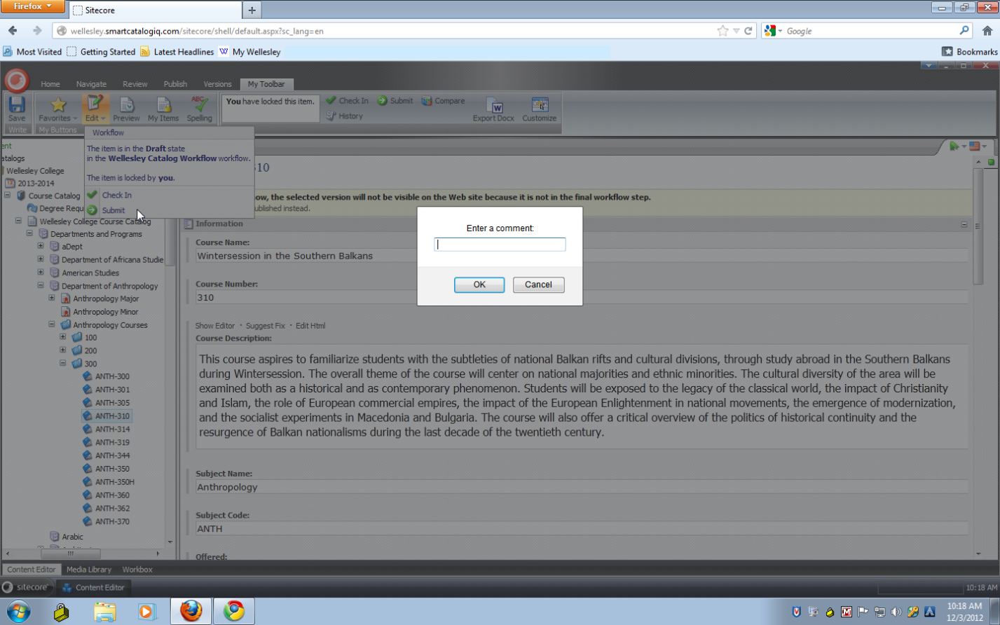 Firefox
Sitecore
wellesley.smartcatalogiq.com/sitecore/shell/default.aspx?sc_lang=en
Google
Most Visited
Getting Started
Latest Headlines
W My Wellesley
Bookmarks
Home
Navigate
Review
Publish
Versions
My Toolbar
Save
Favorites
Edit
Preview
My Items
ABC
Spelling
You have locked this item.
Check In
Submit
Compare
History
Export Docx
Customize
Write
My Buttons
Workflow
The item is in the Draft state
in the Wellesley Catalog Workflow workflow.
The item is locked by you.
Check In
Submit
ent
atalogs
Wellesley College
2013-2014
Course Catalog
Degree Requ
Wellesley College Course Catalog
Departments and Programs
aDept
Department of Africana Studie
American Studies
Department of Anthropology
Anthropology Major
Anthropology Minor
Anthropology Courses
100
200
300
ANTH-300
ANTH-301
ANTH-305
ANTH-310
ANTH-314
ANTH-319
ANTH-344
ANTH-350
ANTH-350H
ANTH-360
ANTH-362
ANTH-370
Arabic
310
ow, the selected version will not be visible on the Web site because it is not in the final workflow step.
ublished instead.
Information
Course Name:
Wintersession in the Southern Balkans
Course Number:
310
Show Editor · Suggest Fix · Edit Html
Course Description:
This course aspires to familiarize students with the subtleties of national Balkan rifts and cultural divisions, through study abroad in the Southern Balkans
during Wintersession. The overall theme of the course will center on national majorities and ethnic minorities. The cultural diversity of the area will be
examined both as a historical and as contemporary phenomenon. Students will be exposed to the legacy of the classical world, the impact of Christianity
and Islam, the role of European commercial empires, the impact of the European Enlightenment in national movements, the emergence of modernization,
and the socialist experiments in Macedonia and Bulgaria. The course will also offer a critical overview of the politics of historical continuity and the
resurgence of Balkan nationalisms during the last decade of the twentieth century.
Subject Name:
Anthropology
Subject Code:
ANTH
Offered:
Enter a comment:
OK
Cancel
Content Editor
Media Library
Workbox
sitecore
Content Editor
10:18 AM
10:18 AM
12/3/2012